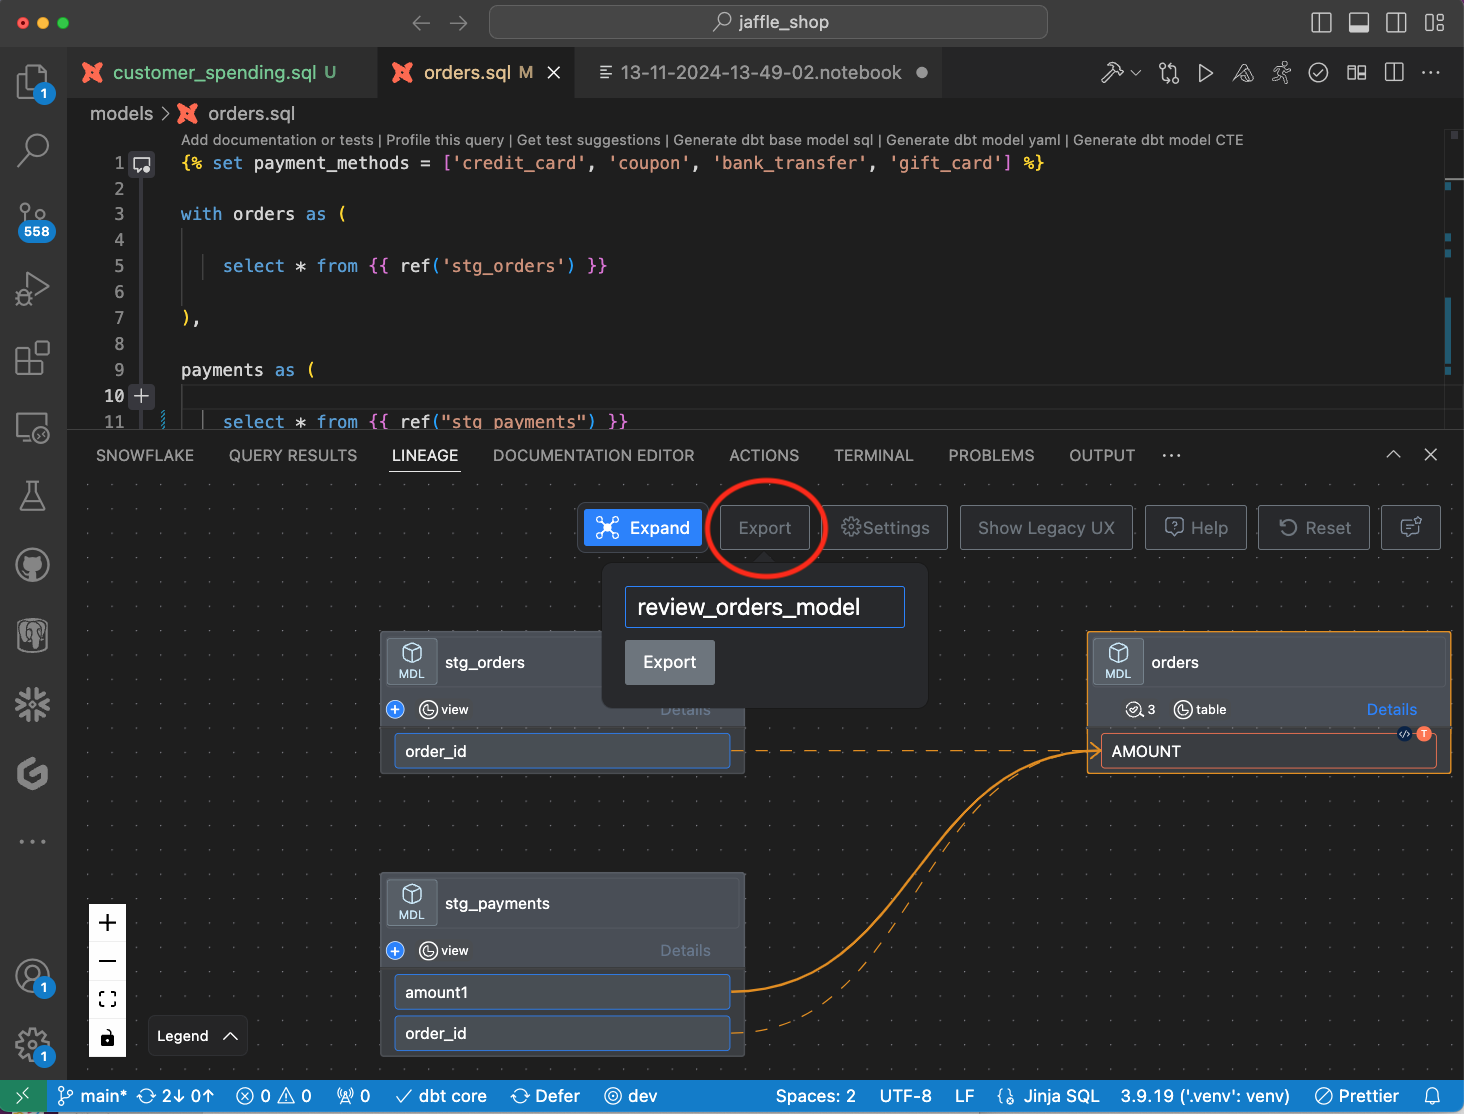 jaffle_shop
customer_spending.sql U
orders.sql M
13-11-2024-13-49-02.notebook
models > orders.sql
Add documentation or tests | Profile this query | Get test suggestions | Generate dbt base model sql | Generate dbt model yaml | Generate dbt model CTE
1 {% set payment_methods = ['credit_card', 'coupon', 'bank_transfer', 'gift_card'] %}
2
3 with orders as (
4
5 select * from {{ ref('stg_orders') }}
6
7 ),
8
9 payments as (
10
11 select * from {{ ref("stg_payments") }}
1
558
1
1
SNOWFLAKE QUERY RESULTS LINEAGE DOCUMENTATION EDITOR ACTIONS TERMINAL PROBLEMS OUTPUT ...
Expand Export Settings Show Legacy UX Help Reset
review_orders_model
Export
MDL stg_orders
view Details
order_id
MDL orders
3 table Details
T
AMOUNT
MDL stg_payments
view Details
amount1
order_id
Legend
main* 2↓ 0↑ 0 0 0 dbt core Defer dev Spaces: 2 UTF-8 LF Jinja SQL 3.9.19 ('.venv': venv) Prettier